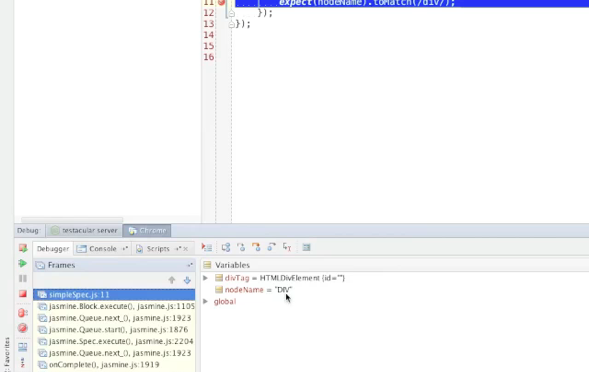 11 expect(nodeName).toMatch(/div/);
12 });
13 });
14
15
16
Debug: testacular server Chrome
Debugger Console Scripts
Frames
Variables
simpleSpec.js:11
jasmine.Block.execute(), jasmine.js:1105
jasmine.Queue.next_(), jasmine.js:1923
jasmine.Queue.start(), jasmine.js:1876
jasmine.Spec.execute(), jasmine.js:2204
jasmine.Queue.next_(), jasmine.js:1923
onComplete(), jasmine.js:1919
divTag = HTMLDivElement (id="")
nodeName = "DIV"
global
Favorites